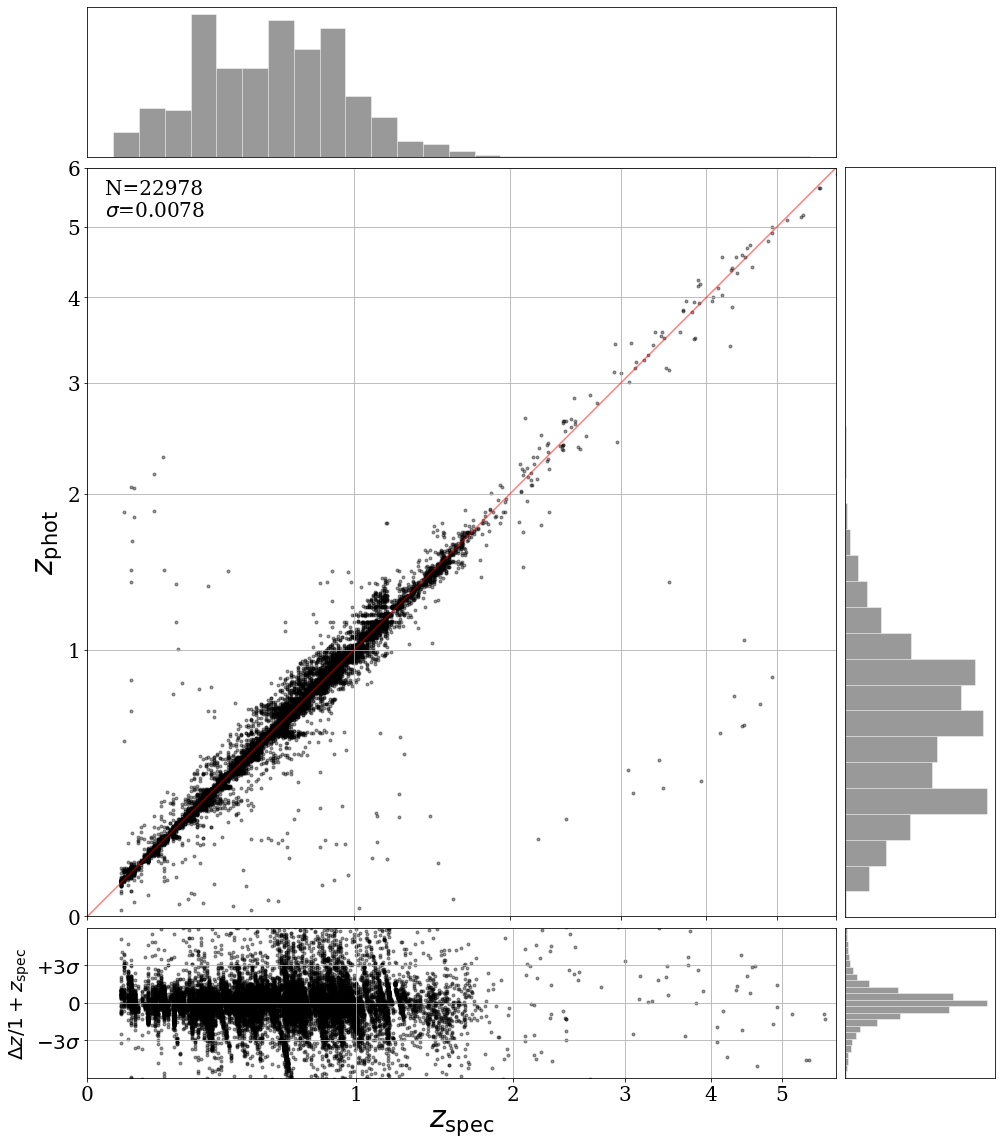 N=22978
σ=0.0078
6
5
4
3
2
1
0
z_phot
+3σ
0
−3σ
Δz/1 + z_spec
0 1 2 3 4 5
z_spec